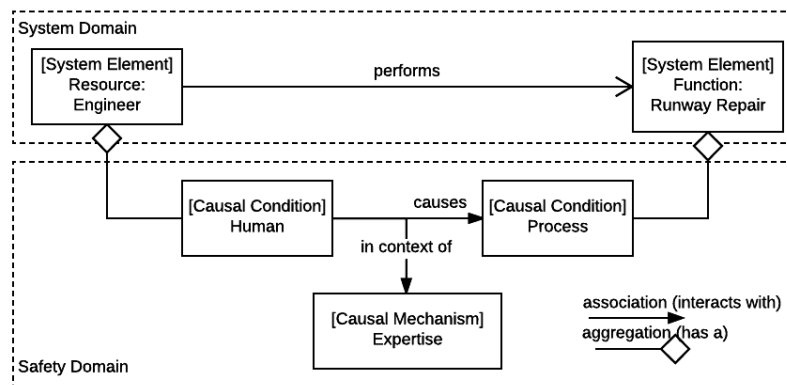 System Domain
[System Element]
Resource:
Engineer
performs
[System Element]
Function:
Runway Repair
[Causal Condition]
Human
causes
in context of
[Causal Condition]
Process
[Causal Mechanism]
Expertise
association (interacts with)
aggregation (has a)
Safety Domain